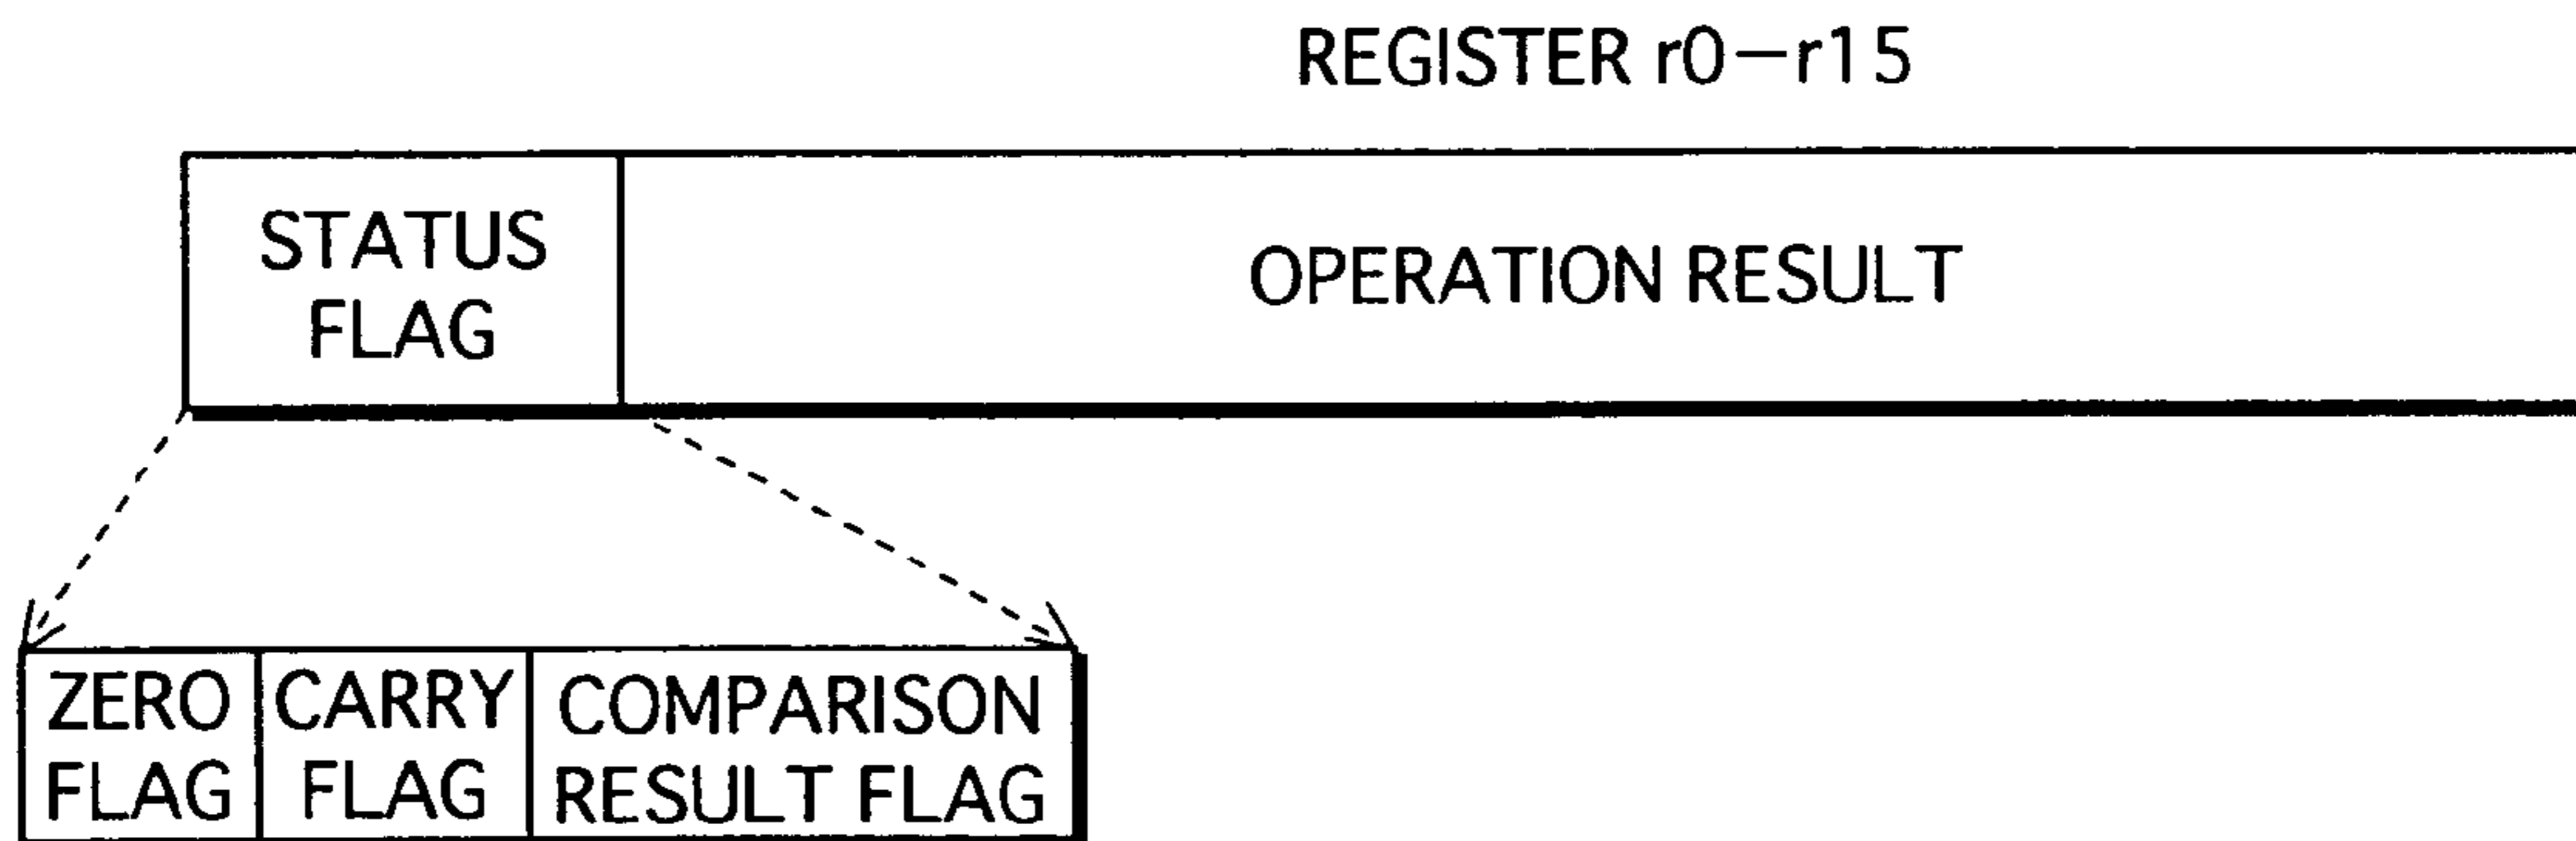 REGISTER r0−r15
STATUS
FLAG
OPERATION RESULT
ZERO
FLAG
CARRY
FLAG
COMPARISON
RESULT FLAG